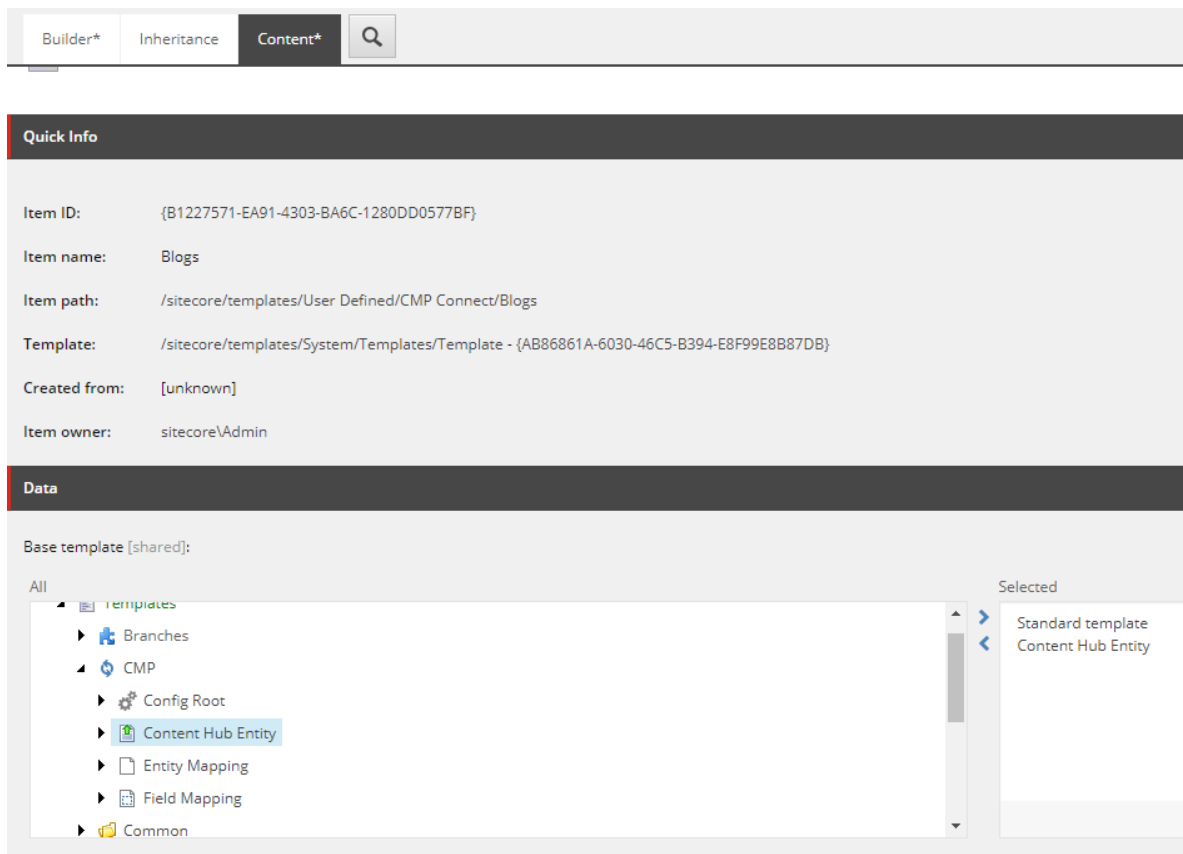 Builder* Inheritance Content*
Quick Info
Item ID: {B1227571-EA91-4303-BA6C-1280DD0577BF}
Item name: Blogs
Item path: /sitecore/templates/User Defined/CMP Connect/Blogs
Template: /sitecore/templates/System/Templates/Template - {AB86861A-6030-46C5-B394-E8F99E8B87DB}
Created from: [unknown]
Item owner: sitecore\Admin
Data
Base template [shared]:
All Selected
Templates
Standard template
Branches
Content Hub Entity
CMP
Config Root
Content Hub Entity
Entity Mapping
Field Mapping
Common